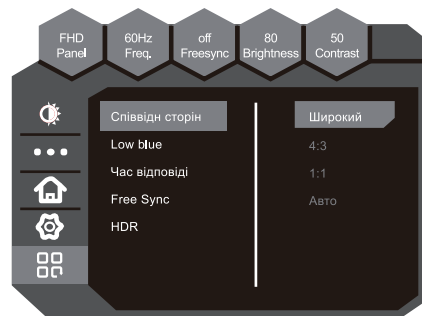 FHD
Panel
60Hz
Freq.
off
Freesync
80
Brightness
50
Contrast
Співвідн сторін
Low blue
Час відповіді
Free Sync
HDR
Широкий
4:3
1:1
Авто